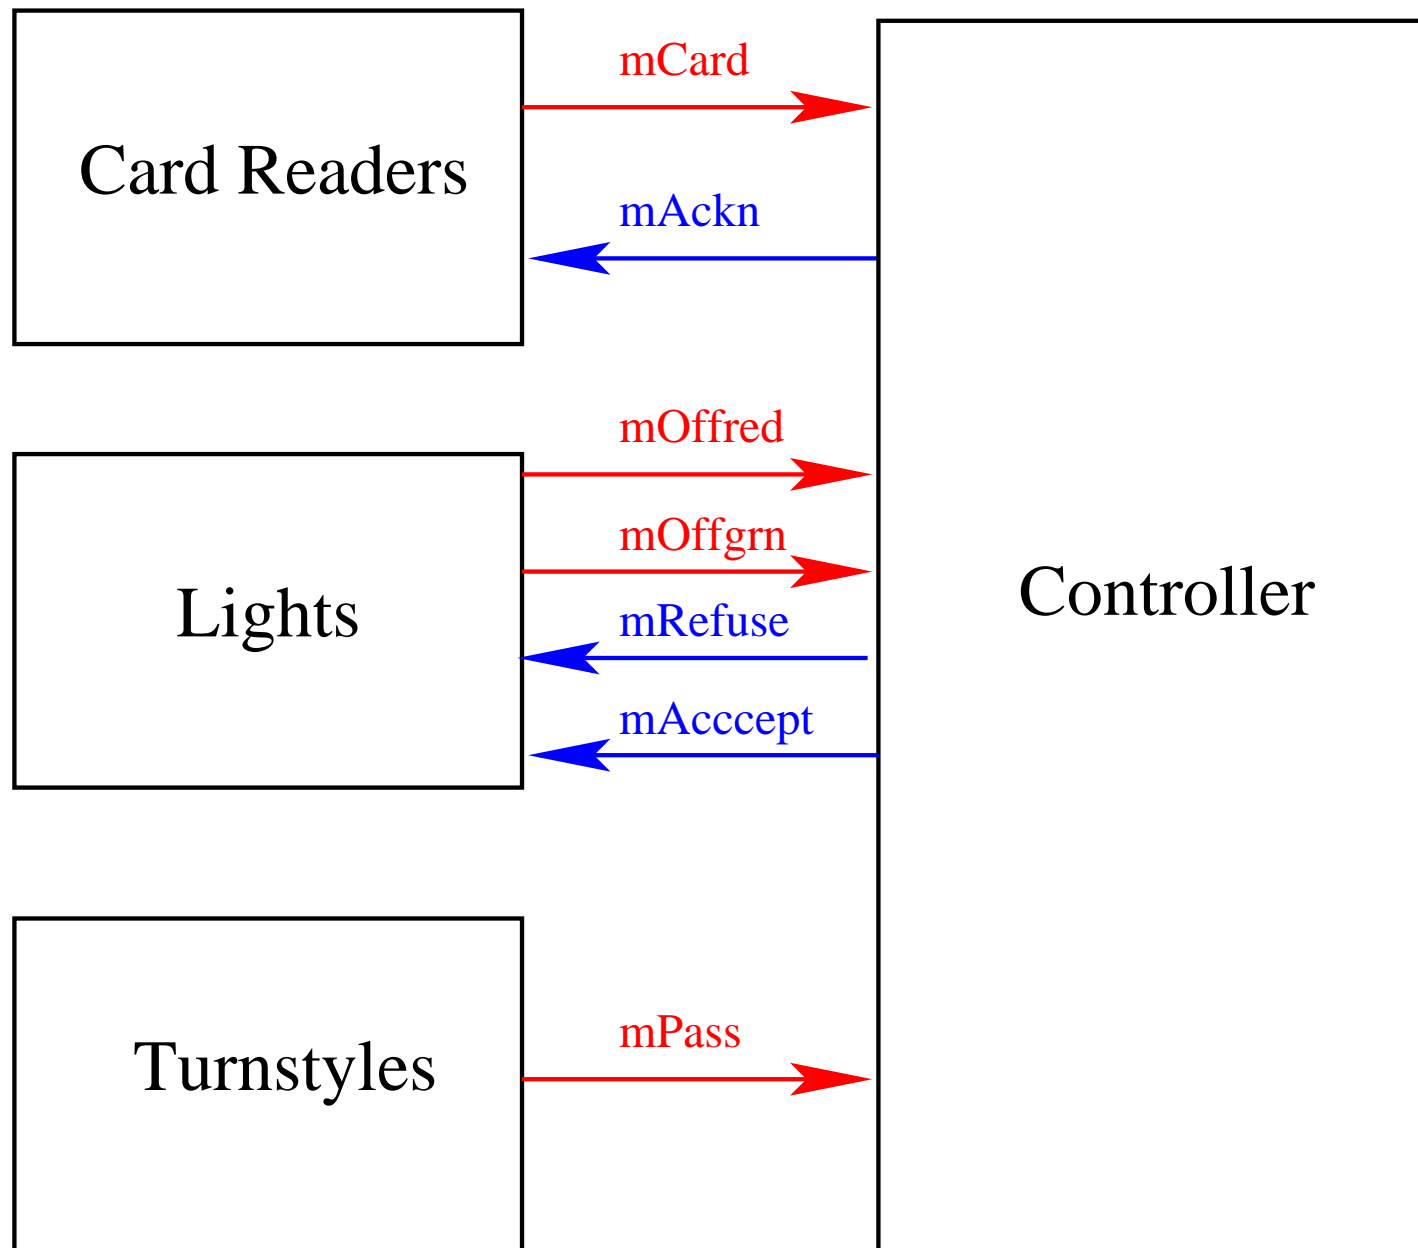 mCard
Card Readers
mAckn
mOffred
mOffgrn
Lights
mRefuse
mAcccept
Controller
Turnstyles
mPass